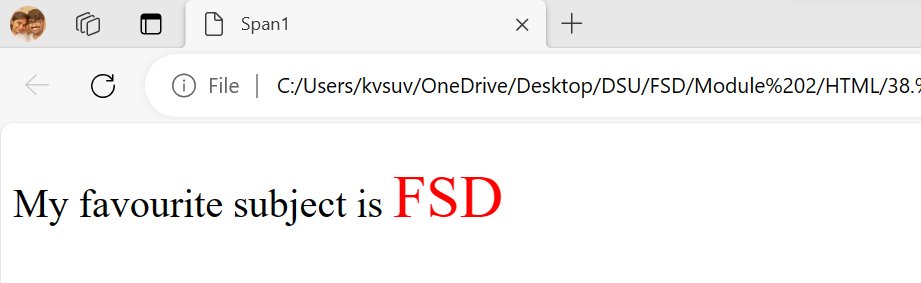 Span1
File C:/Users/kvsuv/OneDrive/Desktop/DSU/FSD/Module%202/HTML/38.%
My favourite subject is FSD